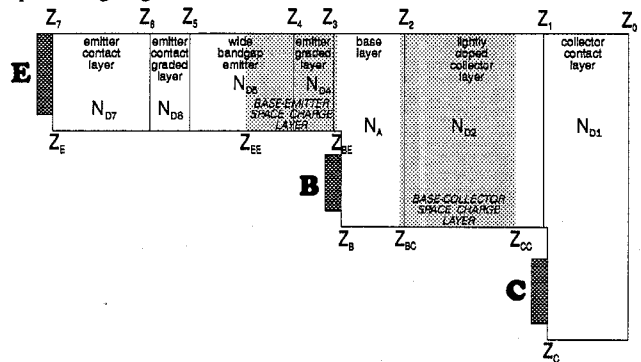 Z7 Z6 Z5 Z4 Z3 Z2 Z1 Z0
emitter contact layer
emitter contact graded layer
wide bandgap emitter
emitter graded layer
base layer
lightly doped collector layer
collector contact layer
E
ND7
ND6
ND5
ND4
NA
ND2
ND1
BASE-EMITTER SPACE CHARGE LAYER
ZE ZEE ZBE
B
BASE-COLLECTOR SPACE CHARGE LAYER
ZB ZBC ZCC
C
ZC